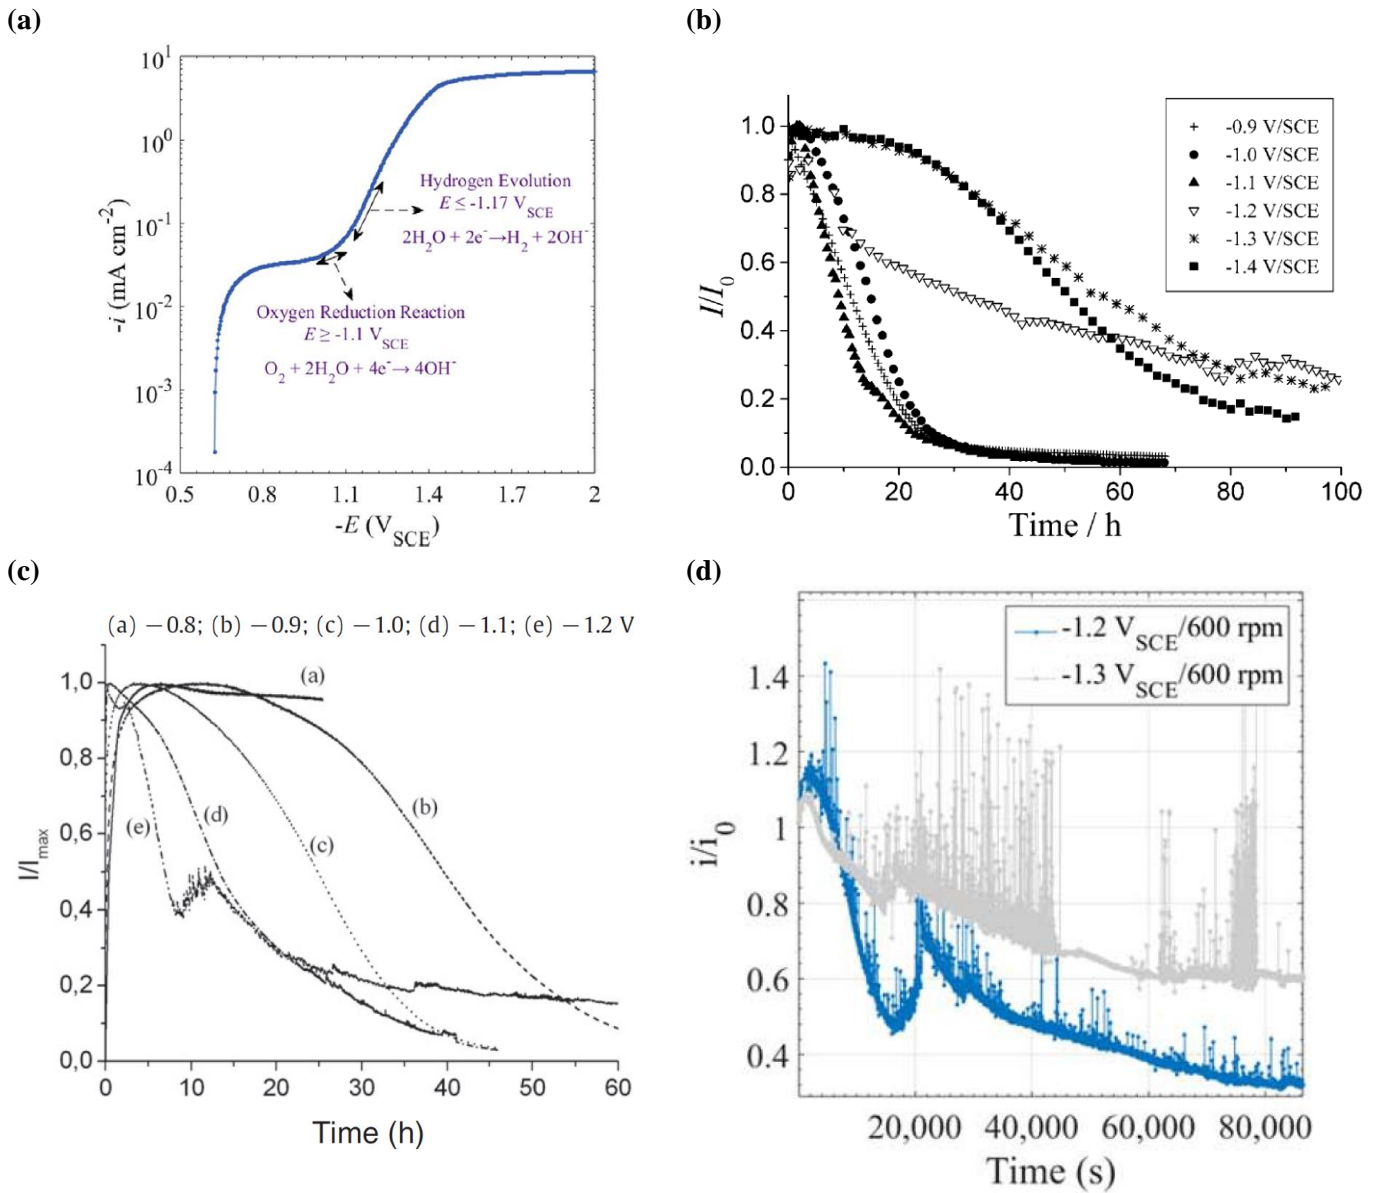 (a)
10^1
10^0
10^-1
10^-2
10^-3
10^-4
-i (mA cm^-2)
Hydrogen Evolution
E ≤ -1.17 V_SCE
2H_2O + 2e^-→H_2 + 2OH^-
Oxygen Reduction Reaction
E ≥ -1.1 V_SCE
O_2 + 2H_2O + 4e^-→ 4OH^-
0.5 0.8 1.1 1.4 1.7 2
-E (V_SCE)
(b)
1.0
0.8
0.6
0.4
0.2
0.0
I/I_0
-0.9 V/SCE
-1.0 V/SCE
-1.1 V/SCE
-1.2 V/SCE
-1.3 V/SCE
-1.4 V/SCE
0 20 40 60 80 100
Time / h
(c)
(a) −0.8; (b) −0.9; (c) −1.0; (d) −1.1; (e) −1.2 V
1,0
0,8
0,6
0,4
0,2
0,0
I/I_max
(a)
(b)
(c)
(d)
(e)
0 10 20 30 40 50 60
Time (h)
(d)
-1.2 V_SCE/600 rpm
-1.3 V_SCE/600 rpm
1.4
1.2
1
0.8
0.6
0.4
i/i_0
20,000 40,000 60,000 80,000
Time (s)